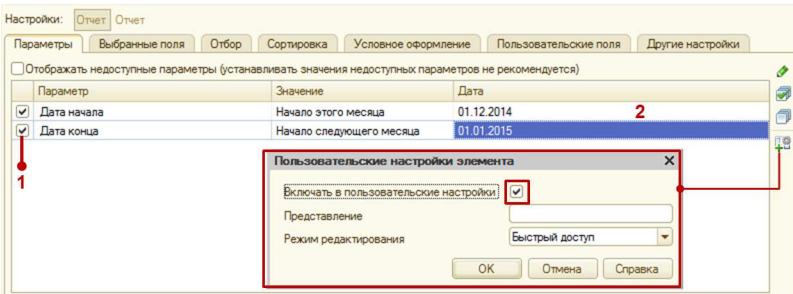 Настройки: Отчет Отчет
Параметры Выбранные поля Отбор Сортировка Условное оформление Пользовательские поля Другие настройки
Отображать недоступные параметры (устанавливать значения недоступных параметров не рекомендуется)
Параметр Значение Дата
Дата начала Начало этого месяца 01.12.2014 2
Дата конца Начало следующего месяца 01.01.2015
1
Пользовательские настройки элемента X
Включать в пользовательские настройки
Представление
Режим редактирования Быстрый доступ
OK Отмена Справка